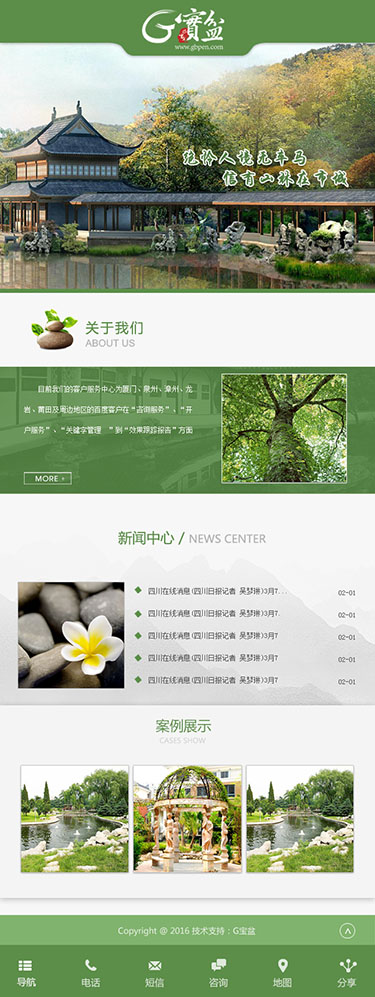 G寶盆
www.gbpen.com
绝怜人境无车马
信有山林在市城
关于我们
ABOUT US
目前我们的客户服务中心为厦门、泉州、漳州、龙
岩、莆田及周边地区的百度客户在“咨询服务”、“开
户服务”、“关键字管理 ”到“效果跟踪报告”方面
MORE
新闻中心 / NEWS CENTER
四川在线消息(四川日报记者 吴梦琳)3月7... 02-01
四川在线消息(四川日报记者 吴梦琳)3月7. 02-01
四川在线消息(四川日报记者 吴梦琳)3月7 02-01
四川在线消息(四川日报记者 吴梦琳)3月7. 02-01
四川在线消息(四川日报记者 吴梦琳)3月7 02-01
案例展示
CASES SHOW
Copyright @ 2016 技术支持：G宝盆
导航 电话 短信 咨询 地图 分享